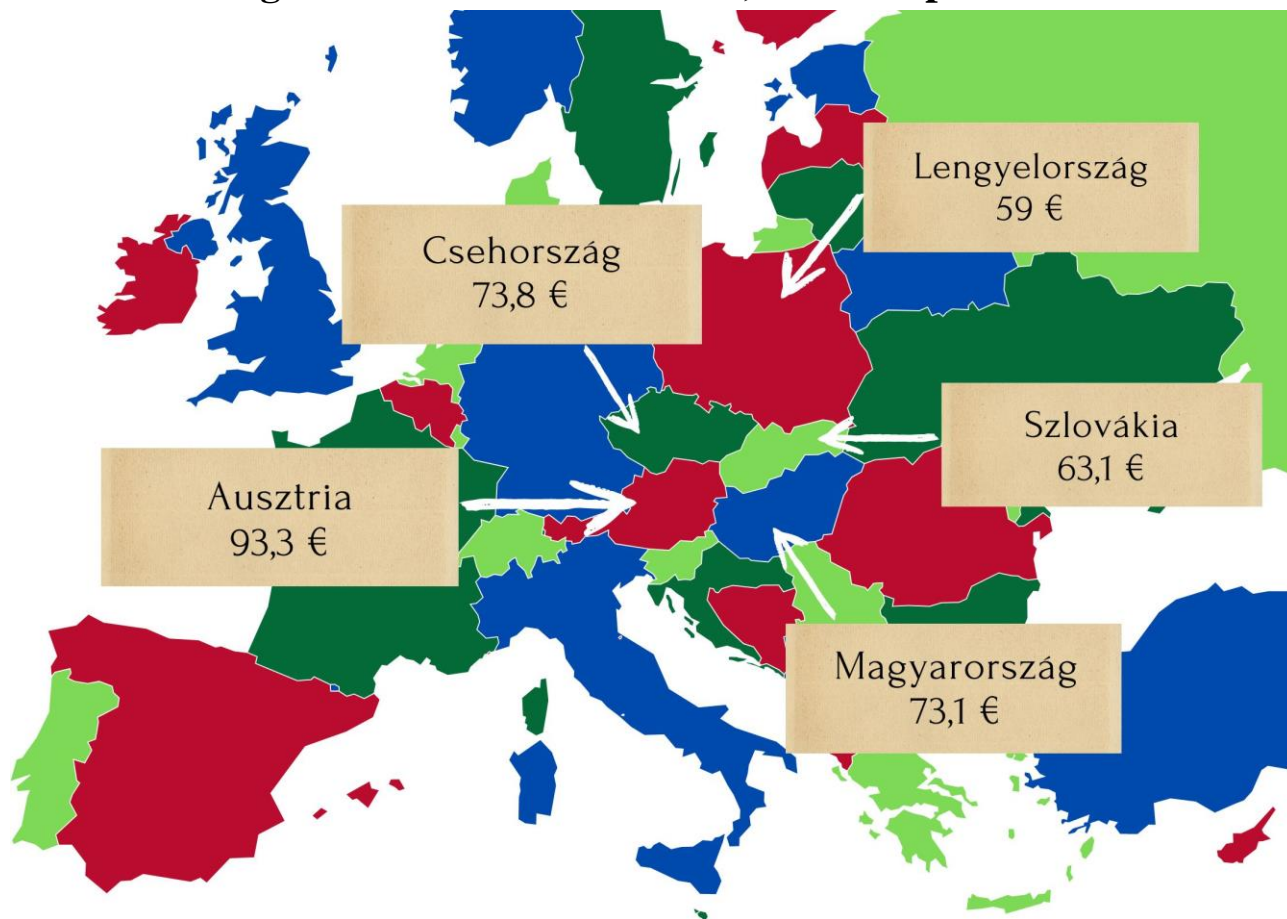 Lengyelország
59 €
Csehország
73,8 €
Szlovákia
63,1 €
Ausztria
93,3 €
Magyarország
73,1 €